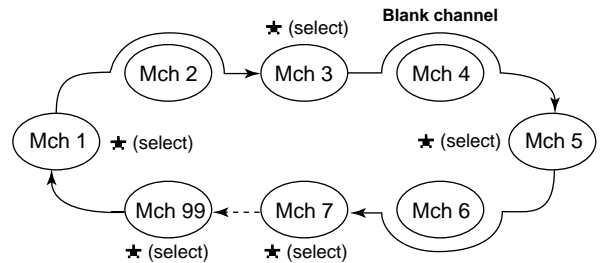 Blank channel
★ (select)
Mch 2
Mch 3
Mch 4
Mch 1
★ (select)
★ (select)
Mch 5
Mch 99
Mch 7
Mch 6
★ (select)
★ (select)